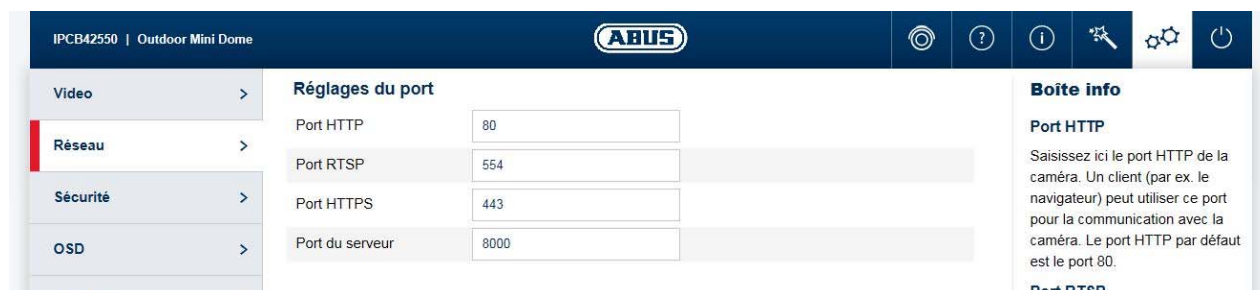 IPCB42550 | Outdoor Mini Dome
ABUS
Video
Réseau
Sécurité
OSD
Réglages du port
Port HTTP 80
Port RTSP 554
Port HTTPS 443
Port du serveur 8000
Boîte info
Port HTTP
Saisissez ici le port HTTP de la
caméra. Un client (par ex. le
navigateur) peut utiliser ce port
pour la communication avec la
caméra. Le port HTTP par défaut
est le port 80.
Port RTSP